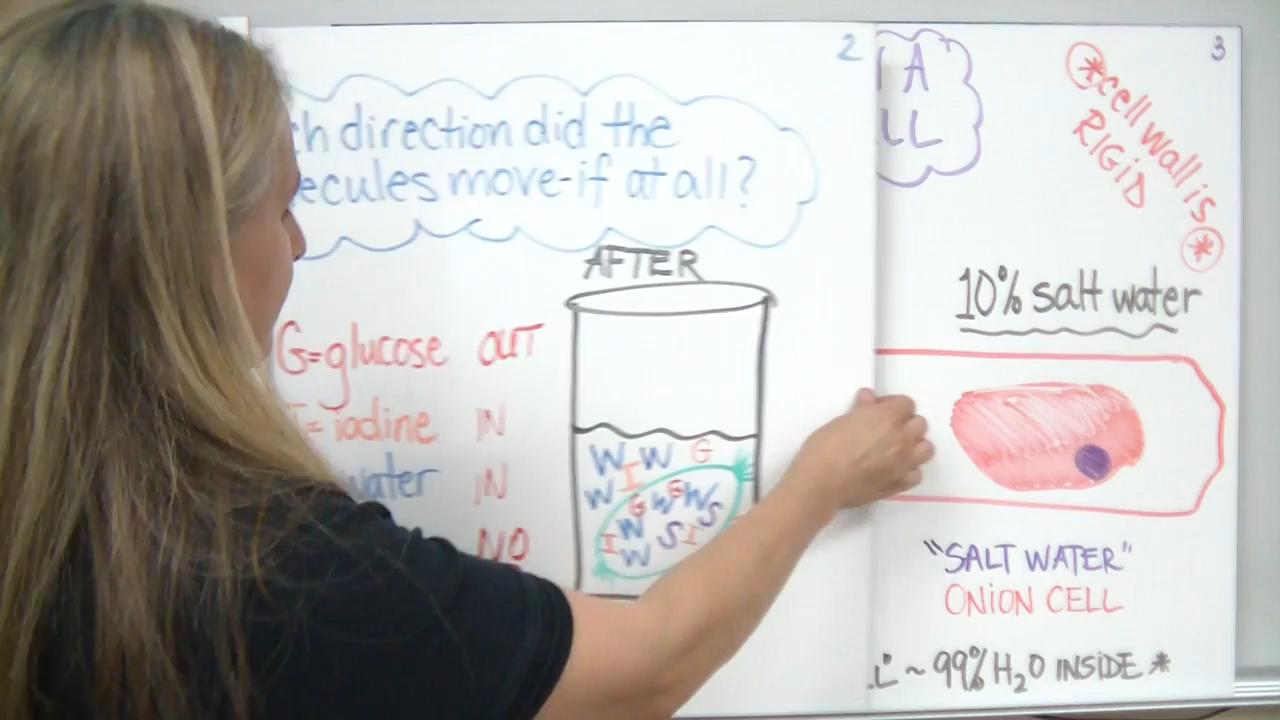 2
ch direction did the
ecules move-if at all?
AFTER
G=glucose OUT
I=iodine IN
water IN
NO
W W G
I
W G W G W S
W S S I
I W
3
T A
LL
*cell wall is*
RIGID
10% salt water
"SALT WATER"
ONION CELL
L ~ 99% H₂O INSIDE *